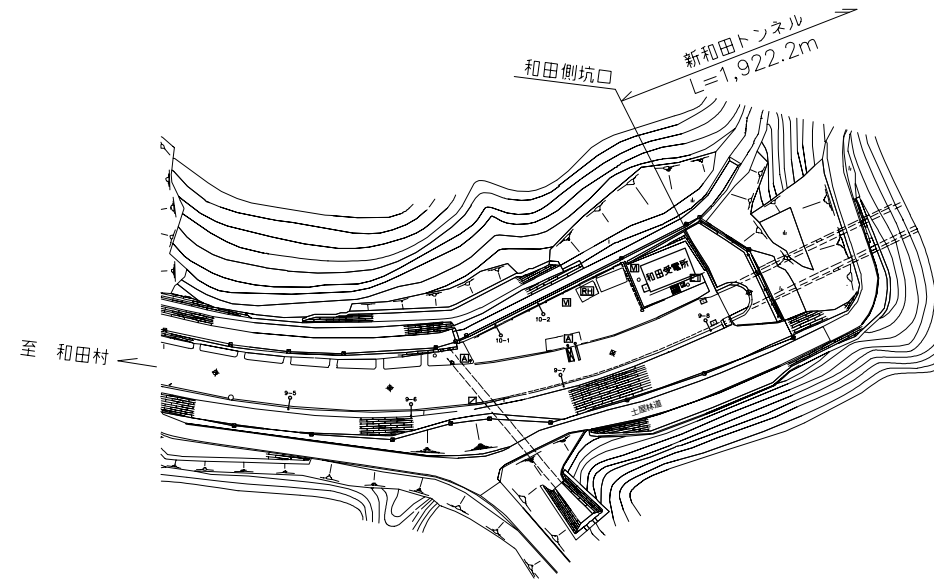 新和田トンネル
L=1,922.2m
和田側坑口
M
和田受電所
RH
M
10-2
10-1
9-8
A
至 和田村
A
9-7
9-5
9-6
土屋林道